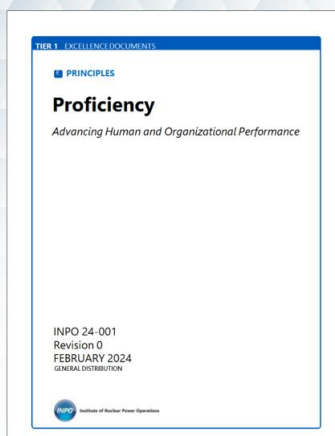 TIER 1 EXCELLENCE DOCUMENTS
PRINCIPLES
Proficiency
Advancing Human and Organizational Performance
INPO 24-001
Revision 0
FEBRUARY 2024
GENERAL DISTRIBUTION
INPO Institute of Nuclear Power Operations